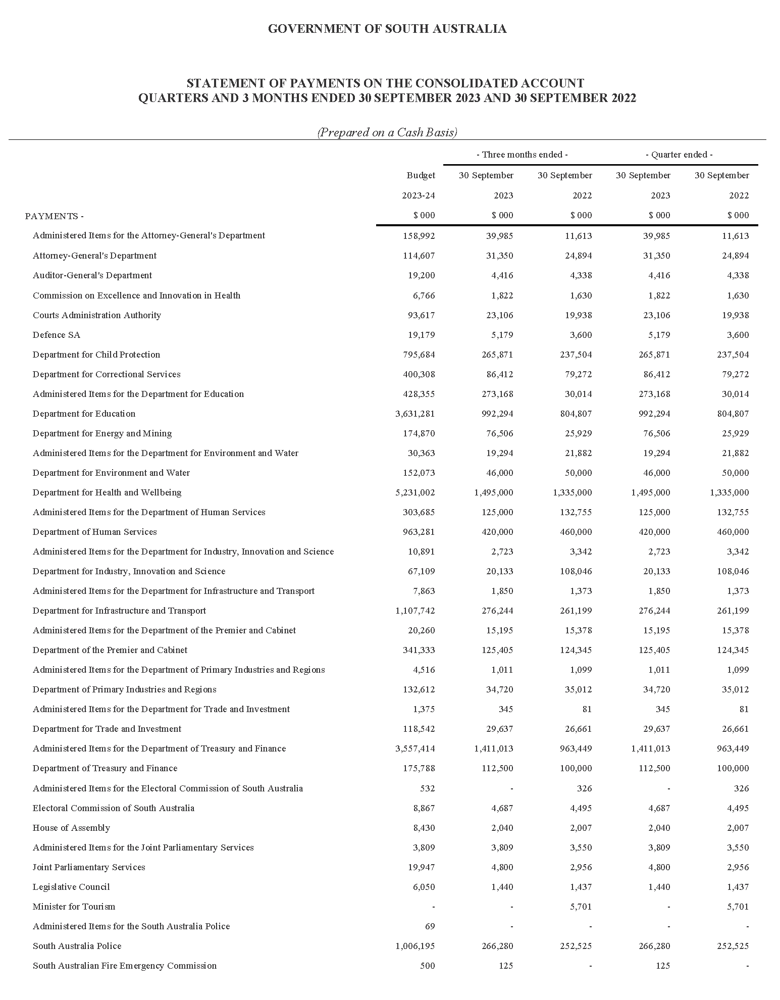 GOVERNMENT OF SOUTH AUSTRALIA
STATEMENT OF PAYMENTS ON THE CONSOLIDATED ACCOUNT
QUARTERS AND 3 MONTHS ENDED 30 SEPTEMBER 2023 AND 30 SEPTEMBER 2022
(Prepared on a Cash Basis)
- Three months ended - - Quarter ended -
Budget 30 September 30 September 30 September 30 September
2023-24 2023 2022 2023 2022
PAYMENTS - $ 000 $ 000 $ 000 $ 000 $ 000
Administered Items for the Attorney-General's Department 158,992 39,985 11,613 39,985 11,613
Attorney-General's Department 114,607 31,350 24,894 31,350 24,894
Auditor-General's Department 19,200 4,416 4,338 4,416 4,338
Commission on Excellence and Innovation in Health 6,766 1,822 1,630 1,822 1,630
Courts Administration Authority 93,617 23,106 19,938 23,106 19,938
Defence SA 19,179 5,179 3,600 5,179 3,600
Department for Child Protection 795,684 265,871 237,504 265,871 237,504
Department for Correctional Services 400,308 86,412 79,272 86,412 79,272
Administered Items for the Department for Education 428,355 273,168 30,014 273,168 30,014
Department for Education 3,631,281 992,294 804,807 992,294 804,807
Department for Energy and Mining 174,870 76,506 25,929 76,506 25,929
Administered Items for the Department for Environment and Water 30,363 19,294 21,882 19,294 21,882
Department for Environment and Water 152,073 46,000 50,000 46,000 50,000
Department for Health and Wellbeing 5,231,002 1,495,000 1,335,000 1,495,000 1,335,000
Administered Items for the Department of Human Services 303,685 125,000 132,755 125,000 132,755
Department of Human Services 963,281 420,000 460,000 420,000 460,000
Administered Items for the Department for Industry, Innovation and Science 10,891 2,723 3,342 2,723 3,342
Department for Industry, Innovation and Science 67,109 20,133 108,046 20,133 108,046
Administered Items for the Department for Infrastructure and Transport 7,863 1,850 1,373 1,850 1,373
Department for Infrastructure and Transport 1,107,742 276,244 261,199 276,244 261,199
Administered Items for the Department of the Premier and Cabinet 20,260 15,195 15,378 15,195 15,378
Department of the Premier and Cabinet 341,333 125,405 124,345 125,405 124,345
Administered Items for the Department of Primary Industries and Regions 4,516 1,011 1,099 1,011 1,099
Department of Primary Industries and Regions 132,612 34,720 35,012 34,720 35,012
Administered Items for the Department for Trade and Investment 1,375 345 81 345 81
Department for Trade and Investment 118,542 29,637 26,661 29,637 26,661
Administered Items for the Department of Treasury and Finance 3,557,414 1,411,013 963,449 1,411,013 963,449
Department of Treasury and Finance 175,788 112,500 100,000 112,500 100,000
Administered Items for the Electoral Commission of South Australia 532 - 326 - 326
Electoral Commission of South Australia 8,867 4,687 4,495 4,687 4,495
House of Assembly 8,430 2,040 2,007 2,040 2,007
Administered Items for the Joint Parliamentary Services 3,809 3,809 3,550 3,809 3,550
Joint Parliamentary Services 19,947 4,800 2,956 4,800 2,956
Legislative Council 6,050 1,440 1,437 1,440 1,437
Minister for Tourism - - 5,701 - 5,701
Administered Items for the South Australia Police 69 - - - -
South Australia Police 1,006,195 266,280 252,525 266,280 252,525
South Australian Fire Emergency Commission 500 125 - 125 -